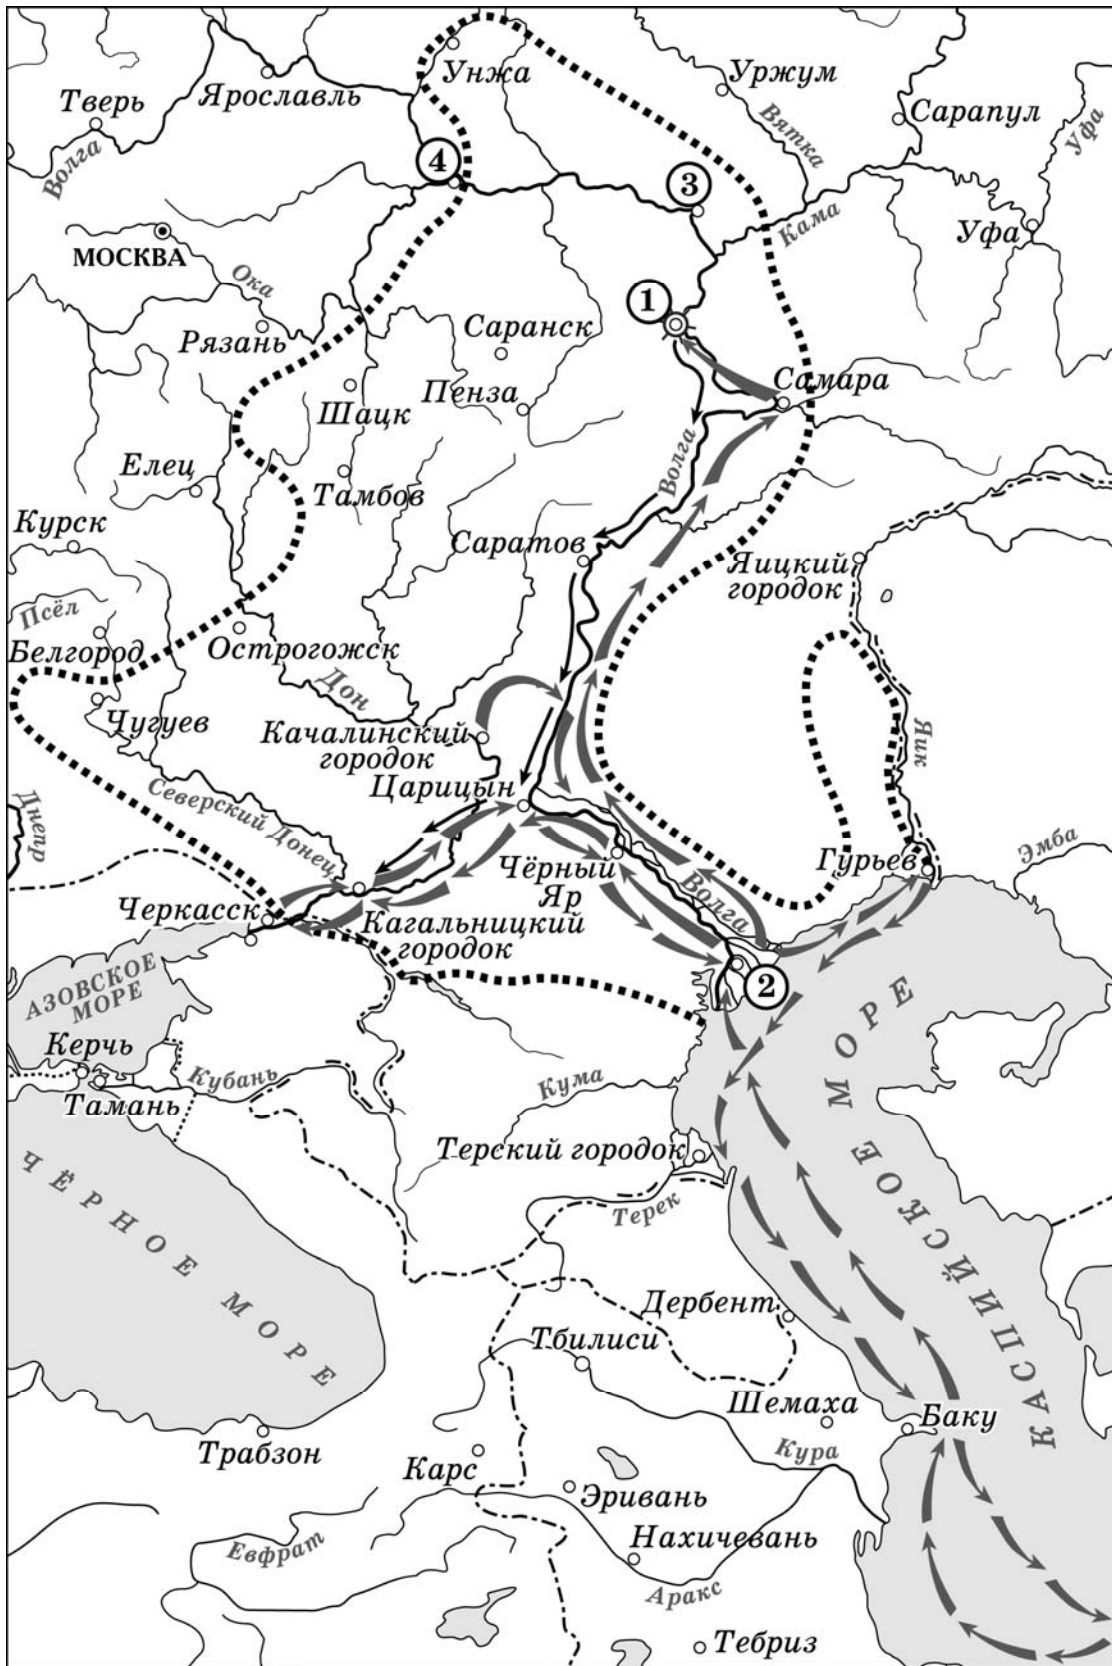 Унжа
Уржум
Тверь
Ярославль
Сарапул
Волга
Вятка
Уфа
4
3
МОСКВА
Кама
Уфа
Ока
1
Рязань
Саранск
Самара
Шацк
Пенза
Елец
Тамбов
Волга
Курск
Саратов
Яицкий
городок
Псёл
Белгород
Острогожск
Дон
Чугуев
Качалинский
городок
Яик
Царицын
Днепр
Северский Донец
Чёрный
Яр
Волга
Гурьев
Эмба
Черкасск
Кагальницкий
городок
2
АЗОВСКОЕ
МОРЕ
Керчь
Тамань
Кубань
Кума
КАСПИЙСКОЕ МОРЕ
Терский городок
ЧЁРНОЕ МОРЕ
Терек
Дербент
Тбилиси
Шемаха
Баку
Трабзон
Карс
Кура
Эривань
Нахичевань
Евфрат
Аракс
Тебриз